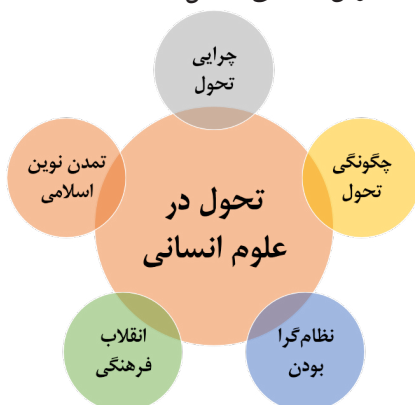 چرایی
تحول
چگونگی
تحول
تمدن نوین
اسلامی
تحول در
علوم انسانی
نظام‌گرا
بودن
انقلاب
فرهنگی